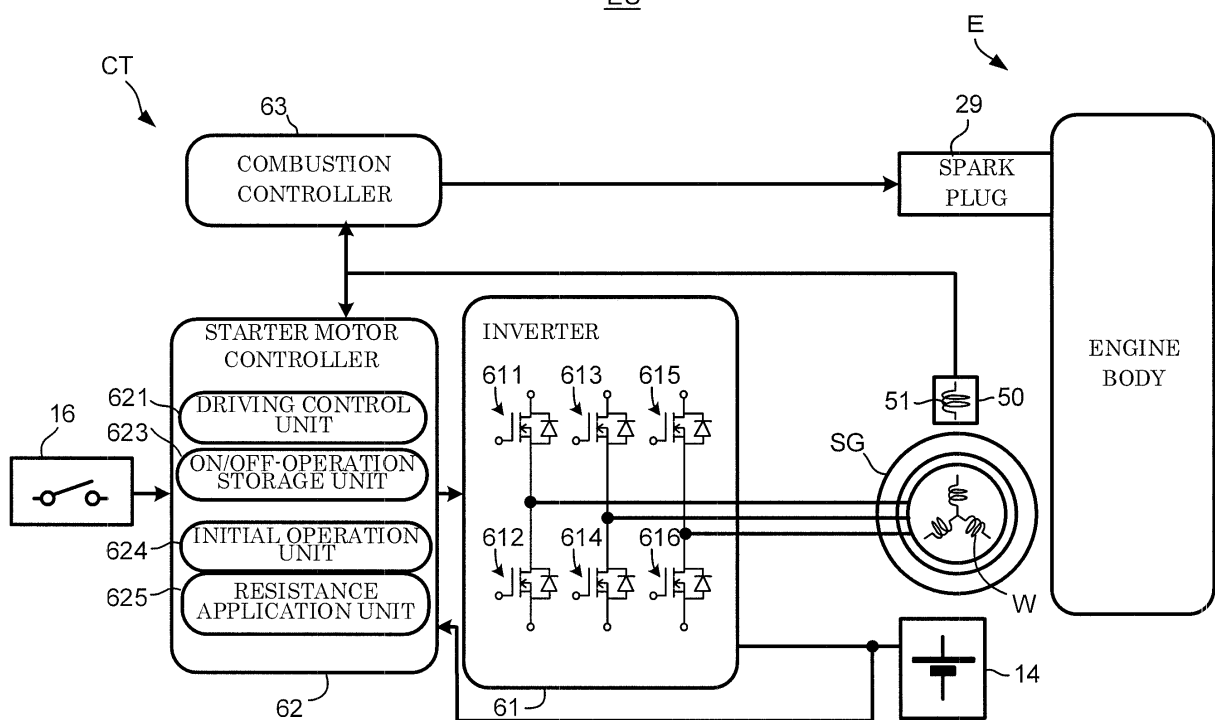 E
CT
63
COMBUSTION
CONTROLLER
29
SPARK
PLUG
STARTER MOTOR
CONTROLLER
INVERTER
ENGINE
BODY
611
613
615
621
DRIVING CONTROL
UNIT
51
50
16
623
ON/OFF-OPERATION
STORAGE UNIT
SG
624
INITIAL OPERATION
UNIT
612
614
616
625
RESISTANCE
APPLICATION UNIT
W
14
62
61